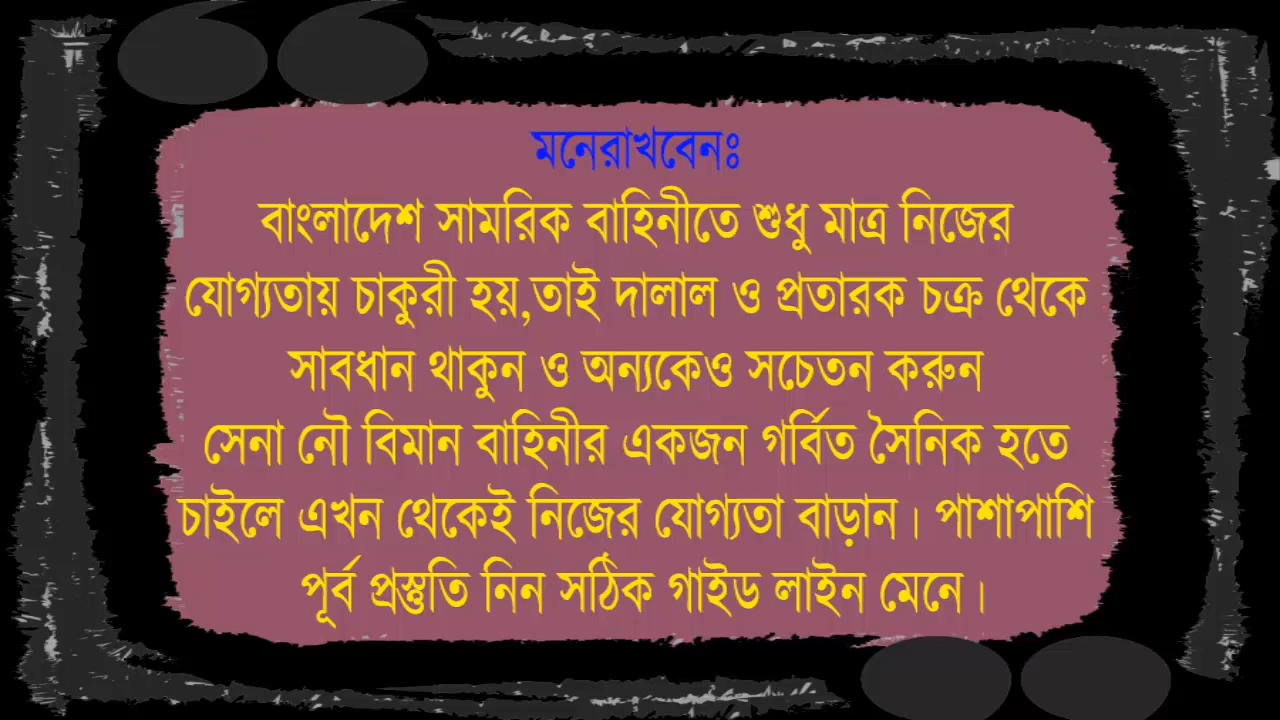 মনেরাখবেনঃ
বাংলাদেশ সামরিক বাহিনীতে শুধু মাত্র নিজের
যোগ্যতায় চাকুরী হয়,তাই দালাল ও প্রতারক চক্র থেকে
সাবধান থাকুন ও অন্যকেও সচেতন করুন
সেনা নৌ বিমান বাহিনীর একজন গর্বিত সৈনিক হতে
চাইলে এখন থেকেই নিজের যোগ্যতা বাড়ান। পাশাপাশি
পূর্ব প্রস্তুতি নিন সঠিক গাইড লাইন মেনে।